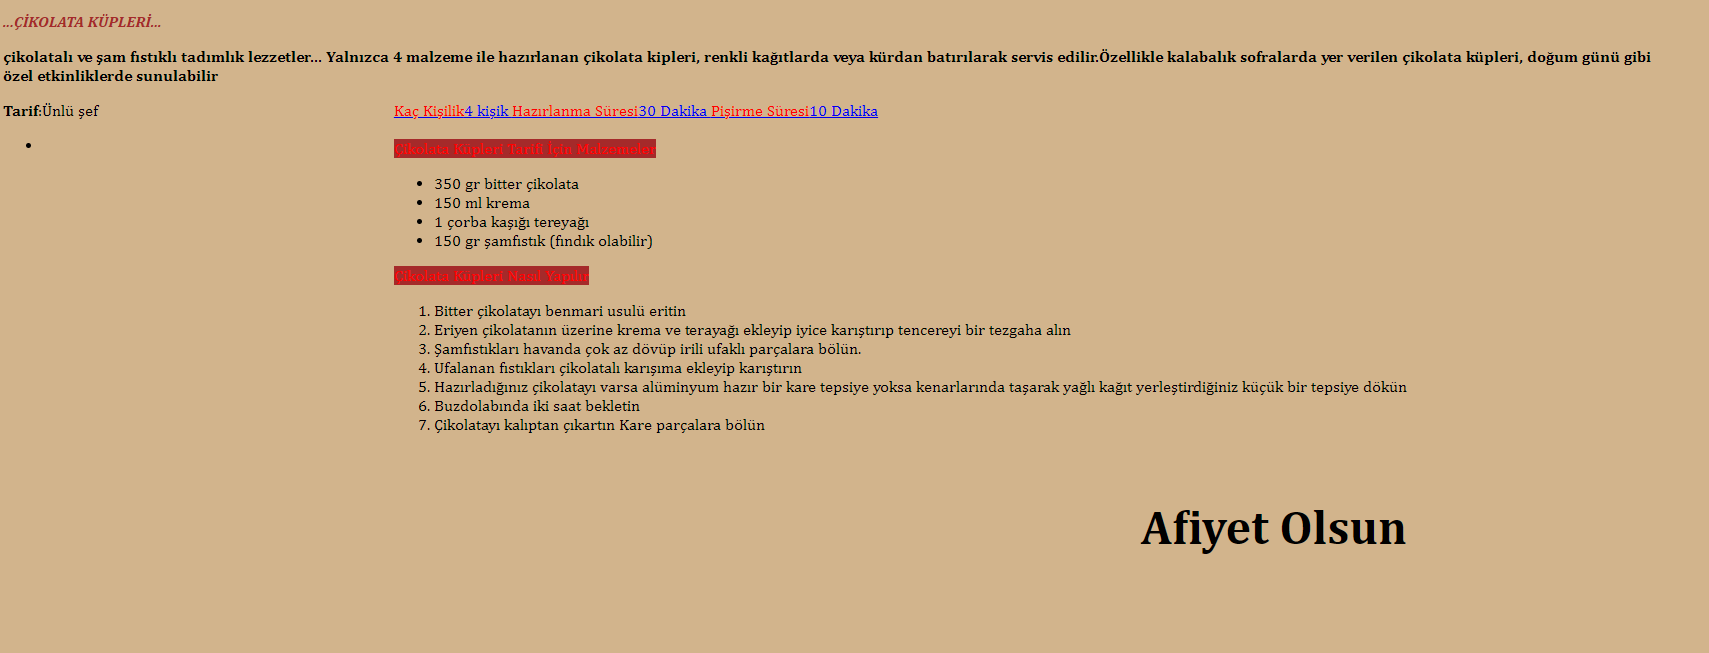 ...ÇİKOLATA KÜPLERİ...
çikolatalı ve şam fıstıklı tadımlık lezzetler... Yalnızca 4 malzeme ile hazırlanan çikolata kipleri, renkli kağıtlarda veya kürdan batırılarak servis edilir.Özellikle kalabalık sofralarda yer verilen çikolata küpleri, doğum günü gibi
özel etkinliklerde sunulabilir
Tarif:Ünlü şef
Kaç Kişilik4 kişik Hazırlanma Süresi30 Dakika Pişirme Süresi10 Dakika
Çikolata Küpleri Tarifi İçin Malzemeler
• 350 gr bitter çikolata
• 150 ml krema
• 1 çorba kaşığı tereyağı
• 150 gr şamfıstık (fındık olabilir)
Çikolata Küpleri Nasıl Yapılır
1. Bitter çikolatayı benmari usulü eritin
2. Eriyen çikolatanın üzerine krema ve terayağı ekleyip iyice karıştırıp tencereyi bir tezgaha alın
3. Şamfıstıkları havanda çok az dövüp irili ufaklı parçalara bölün.
4. Ufalanan fıstıkları çikolatalı karışıma ekleyip karıştırın
5. Hazırladığınız çikolatayı varsa alüminyum hazır bir kare tepsiye yoksa kenarlarında taşarak yağlı kağıt yerleştirdiğiniz küçük bir tepsiye dökün
6. Buzdolabında iki saat bekletin
7. Çikolatayı kalıptan çıkartın Kare parçalara bölün
Afiyet Olsun